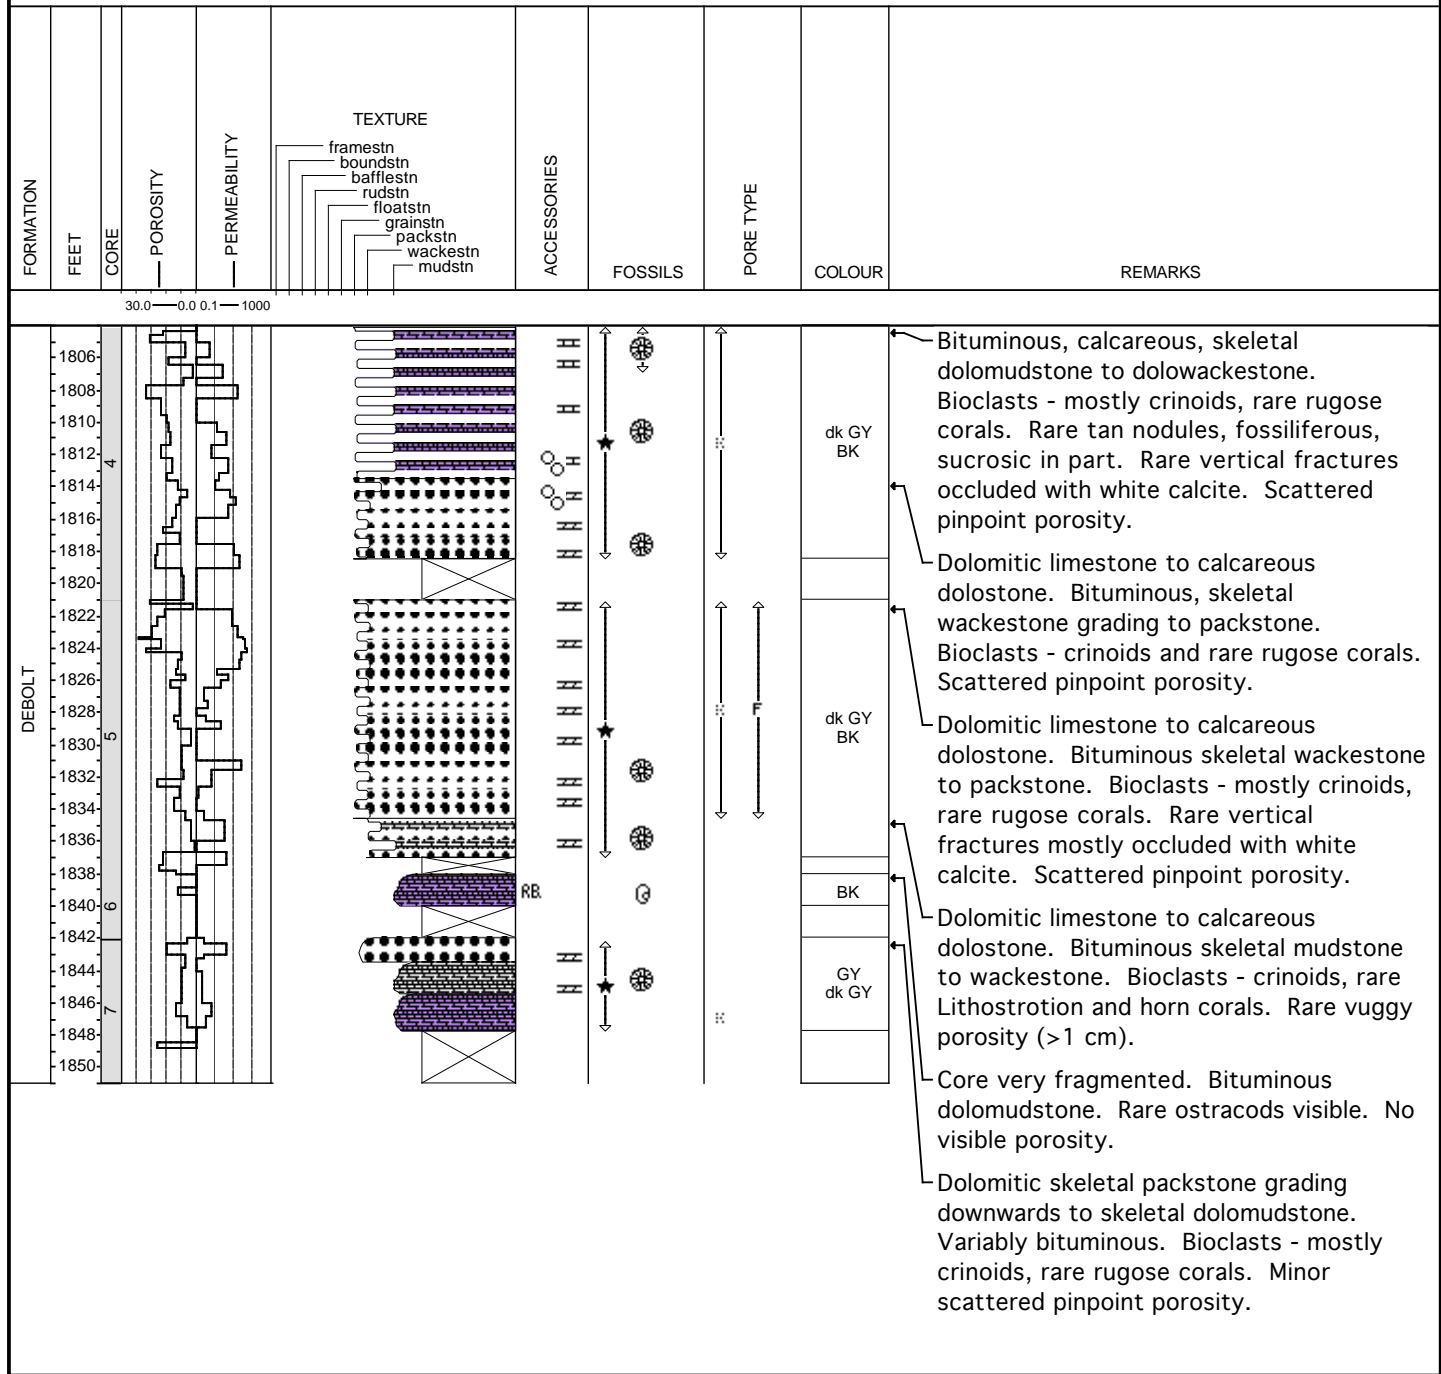 TEXTURE
framestn
boundstn
bafflestn
rudstn
floatstn
grainstn
packstn
wackestn
mudstn
FORMATION
FEET
CORE
POROSITY
PERMEABILITY
ACCESSORIES
FOSSILS
PORE TYPE
COLOUR
REMARKS
30.0 0.0 0.1 1000
1806
1808
1810
1812
1814
1816
1818
1820
1822
1824
1826
1828
1830
1832
1834
1836
1838
1840
1842
1844
1846
1848
1850
DEBOLT
4
5
6
7
RB.
F
dk GY
BK
dk GY
BK
BK
GY
dk GY
Bituminous, calcareous, skeletal
dolomudstone to dolowackestone.
Bioclasts - mostly crinoids, rare rugose
corals. Rare tan nodules, fossiliferous,
sucrosic in part. Rare vertical fractures
occluded with white calcite. Scattered
pinpoint porosity.
Dolomitic limestone to calcareous
dolostone. Bituminous, skeletal
wackestone grading to packstone.
Bioclasts - crinoids and rare rugose corals.
Scattered pinpoint porosity.
Dolomitic limestone to calcareous
dolostone. Bituminous skeletal wackestone
to packstone. Bioclasts - mostly crinoids,
rare rugose corals. Rare vertical
fractures mostly occluded with white
calcite. Scattered pinpoint porosity.
Dolomitic limestone to calcareous
dolostone. Bituminous skeletal mudstone
to wackestone. Bioclasts - crinoids, rare
Lithostrotion and horn corals. Rare vuggy
porosity (>1 cm).
Core very fragmented. Bituminous
dolomudstone. Rare ostracods visible. No
visible porosity.
Dolomitic skeletal packstone grading
downwards to skeletal dolomudstone.
Variably bituminous. Bioclasts - mostly
crinoids, rare rugose corals. Minor
scattered pinpoint porosity.